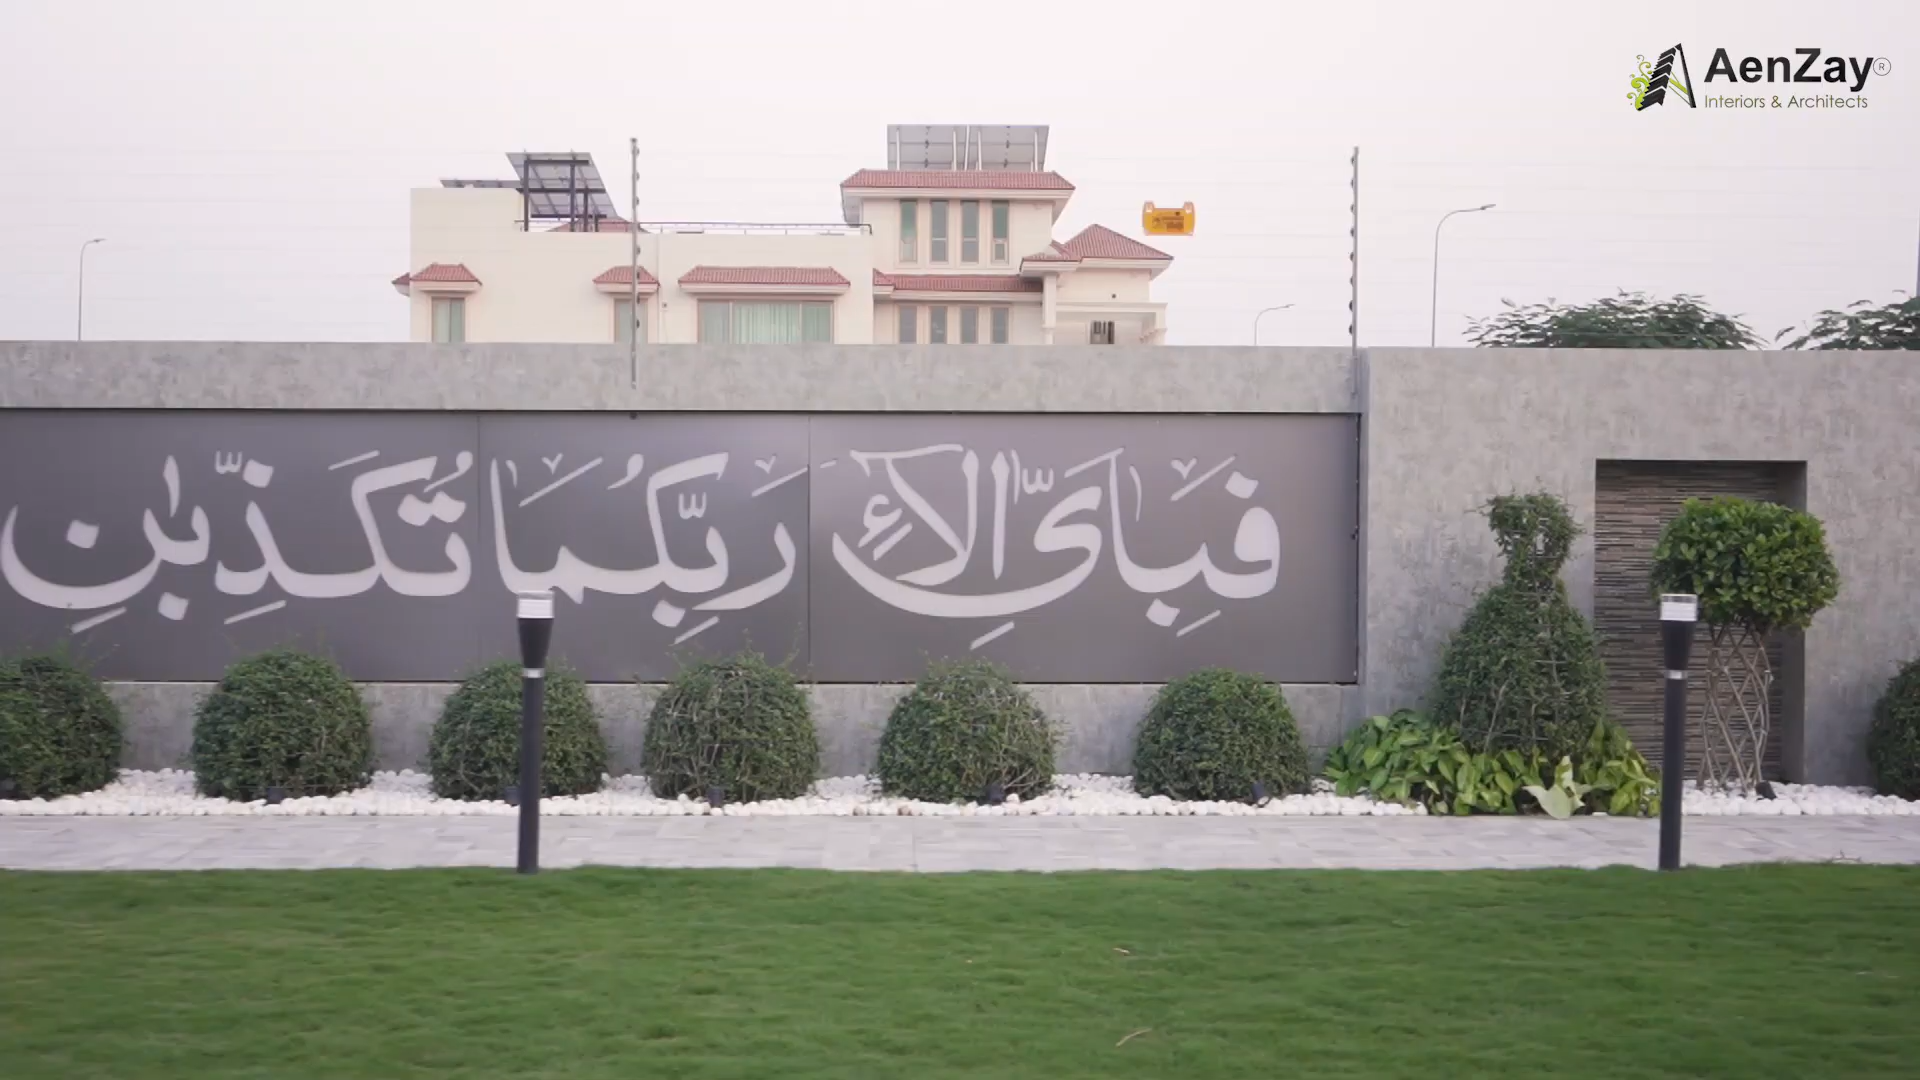 AenZay®
Interiors & Architects
فَبِاَیِّ اٰلَآءِ رَبِّكُمَا تُكَذِّبٰنِ